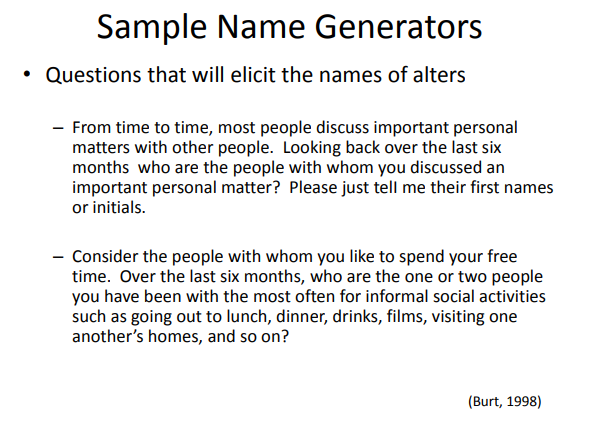 Sample Name Generators
• Questions that will elicit the names of alters
– From time to time, most people discuss important personal
matters with other people.  Looking back over the last six
months  who are the people with whom you discussed an
important personal matter?  Please just tell me their first names
or initials.
– Consider the people with whom you like to spend your free
time.  Over the last six months, who are the one or two people
you have been with the most often for informal social activities
such as going out to lunch, dinner, drinks, films, visiting one
another’s homes, and so on?
(Burt, 1998)